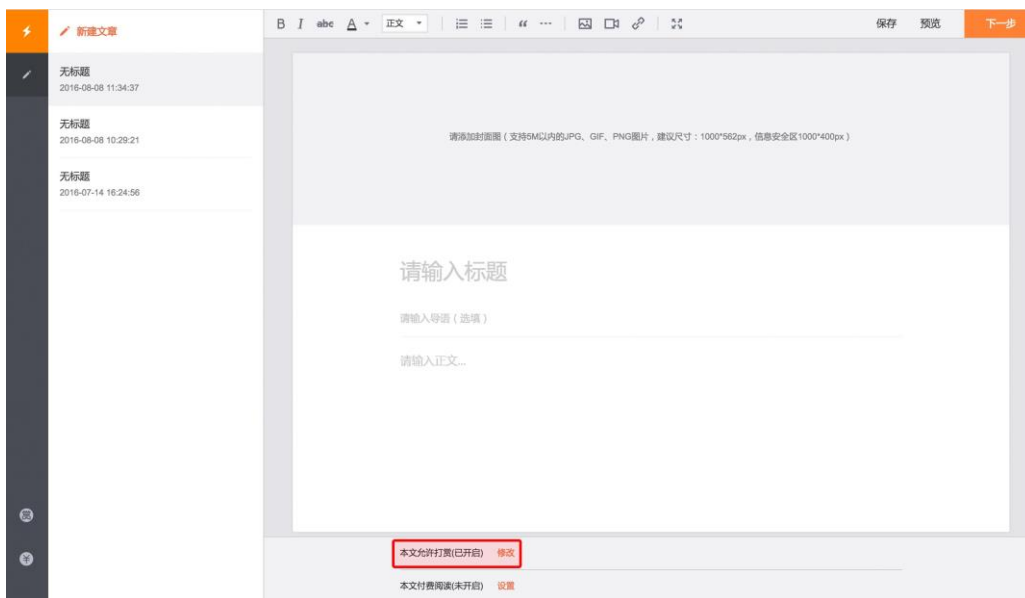 新建文章
B I abc A 正文 保存 预览 下一步
无标题
2016-08-08 11:34:37
无标题
2016-08-08 10:29:21
无标题
2016-07-14 16:24:56
请添加封面图（支持5M以内的JPG、GIF、PNG图片，建议尺寸：1000*562px，信息安全区1000*400px）
请输入标题
请输入导语（选填）
请输入正文...
赏
¥
本文允许打赏(已开启) 修改
本文付费阅读(未开启) 设置